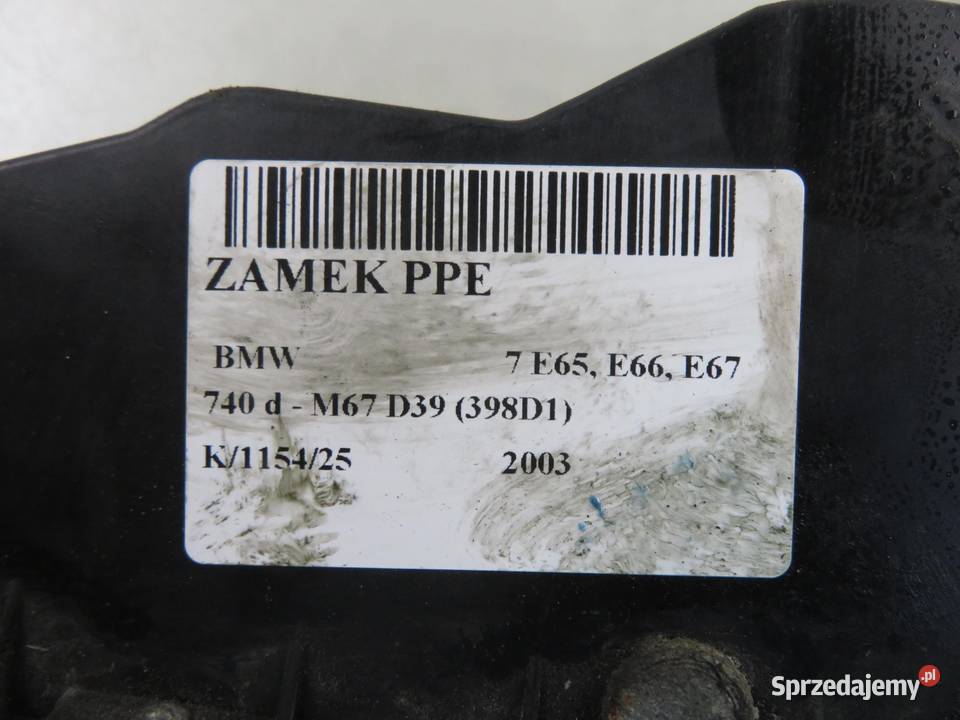 ZAMEK PPE
BMW 7 E65, E66, E67
740 d - M67 D39 (398D1)
K/1154/25 2003
Sprzedajemy.pl